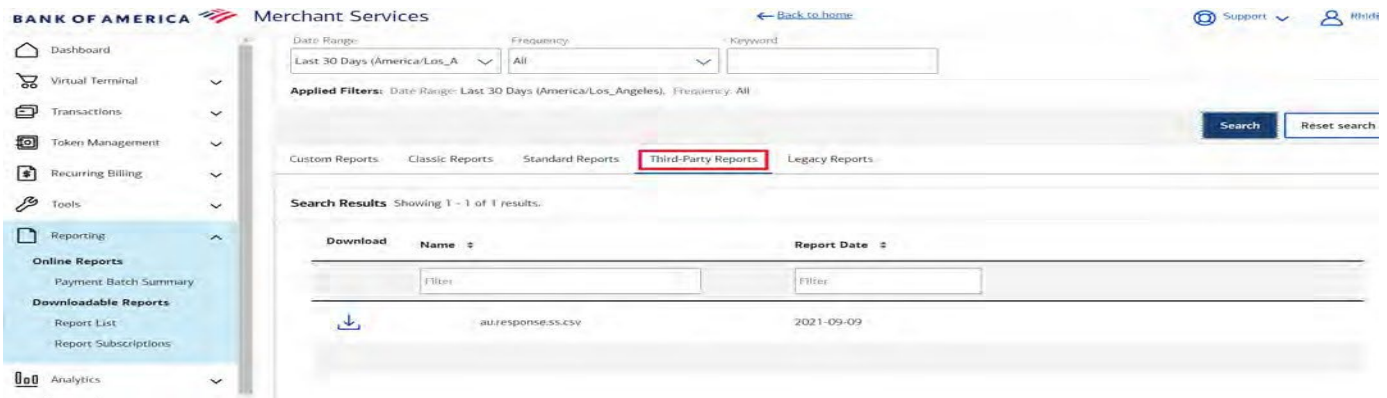 BANK OF AMERICA Merchant Services
Back to home
Support
Dashboard
Virtual Terminal
Transactions
Token Management
Recurring Billing
Tools
Reporting
Online Reports
Payment Batch Summary
Downloadable Reports
Report List
Report Subscriptions
Analytics
Date Range Frequency Keyword
Last 30 Days (America/Los_A All
Applied Filters: Date Range: Last 30 Days (America/Los_Angeles), Frequency: All
Search Reset search
Custom Reports Classic Reports Standard Reports Third-Party Reports Legacy Reports
Search Results Showing 1 - 1 of 1 results.
Download Name Report Date
Filter Filter
au.response.ss.csv 2021-09-09